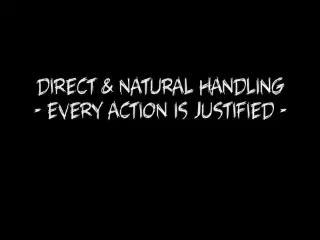 DIRECT & NATURAL HANDLING
- EVERY ACTION IS JUSTIFIED -